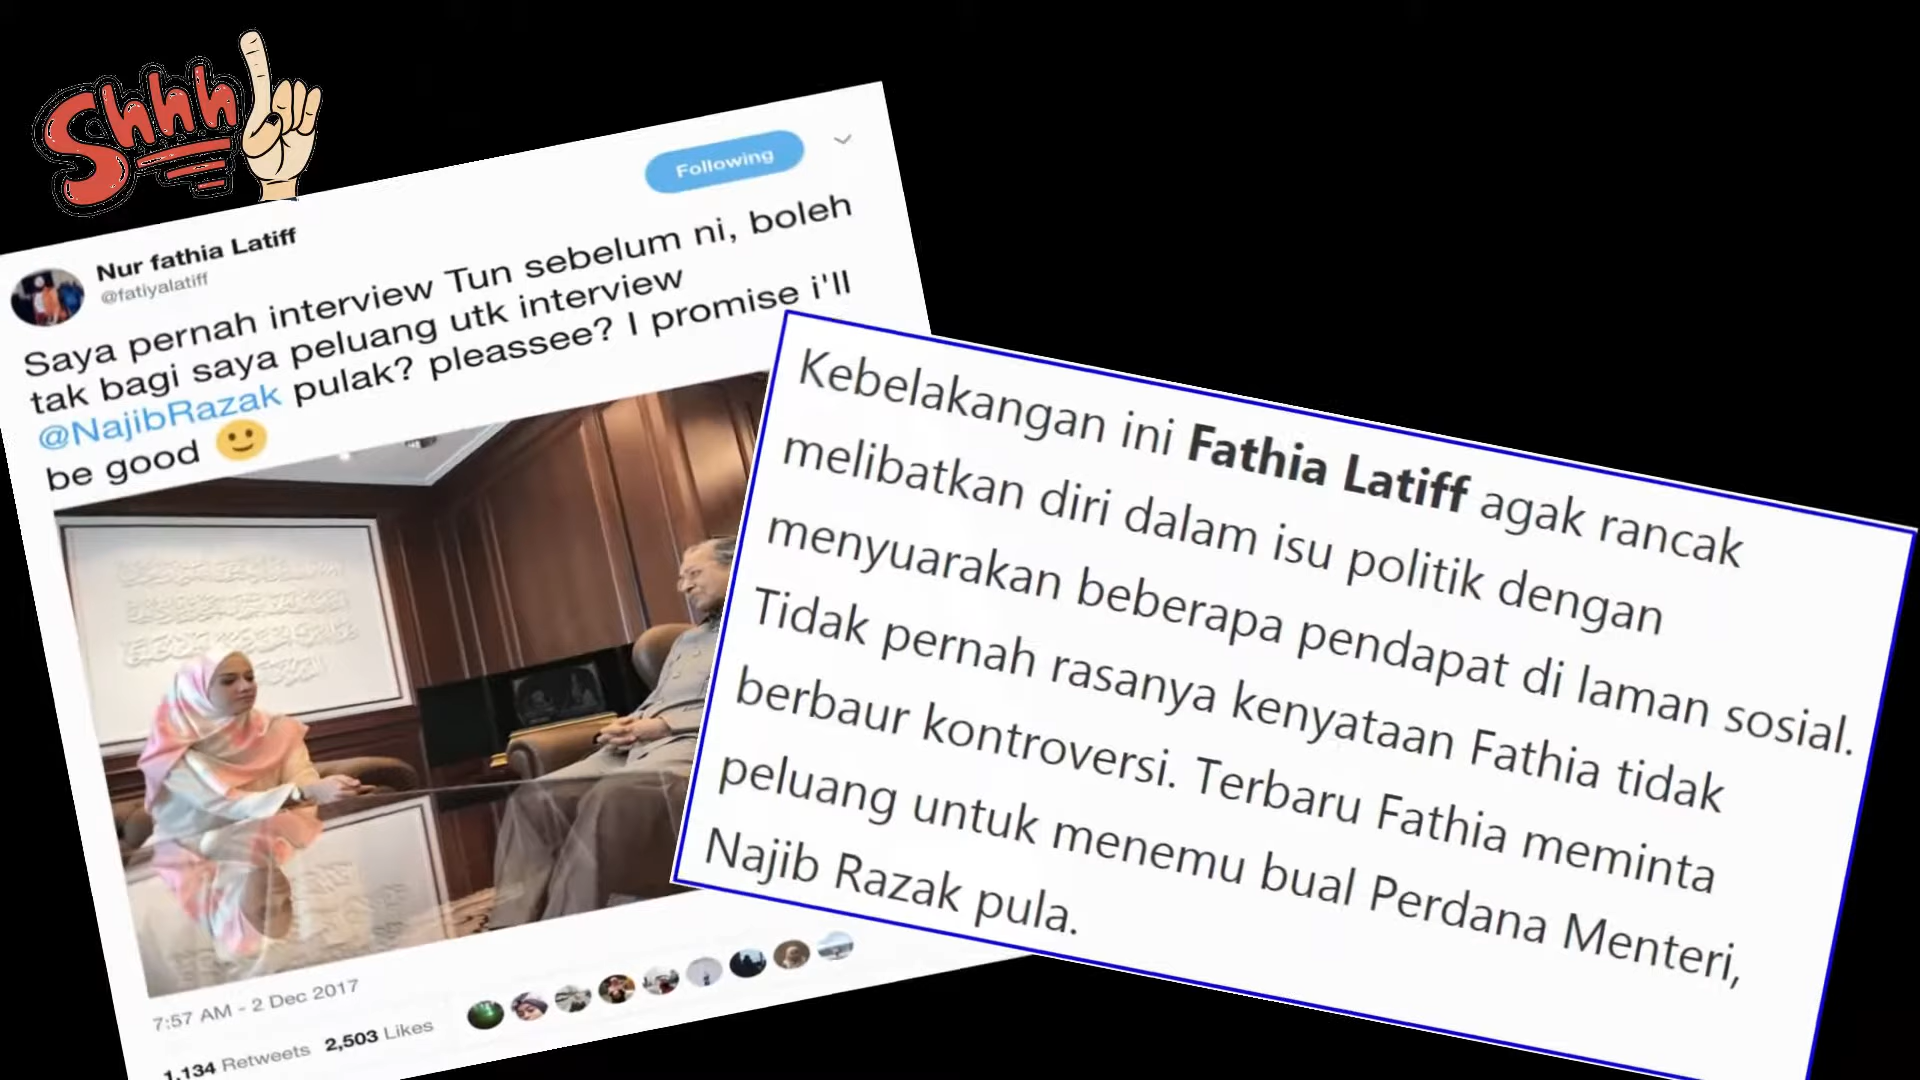 Shhh
Following
Nur fathia Latiff
@fatiyalatiff
Saya pernah interview Tun sebelum ni, boleh
tak bagi saya peluang utk interview
@NajibRazak pulak? pleassee? I promise i'll
be good 🙂
7:57 AM - 2 Dec 2017
1,134 Retweets 2,503 Likes
Kebelakangan ini Fathia Latiff agak rancak
melibatkan diri dalam isu politik dengan
menyuarakan beberapa pendapat di laman sosial.
Tidak pernah rasanya kenyataan Fathia tidak
berbaur kontroversi. Terbaru Fathia meminta
peluang untuk menemu bual Perdana Menteri,
Najib Razak pula.